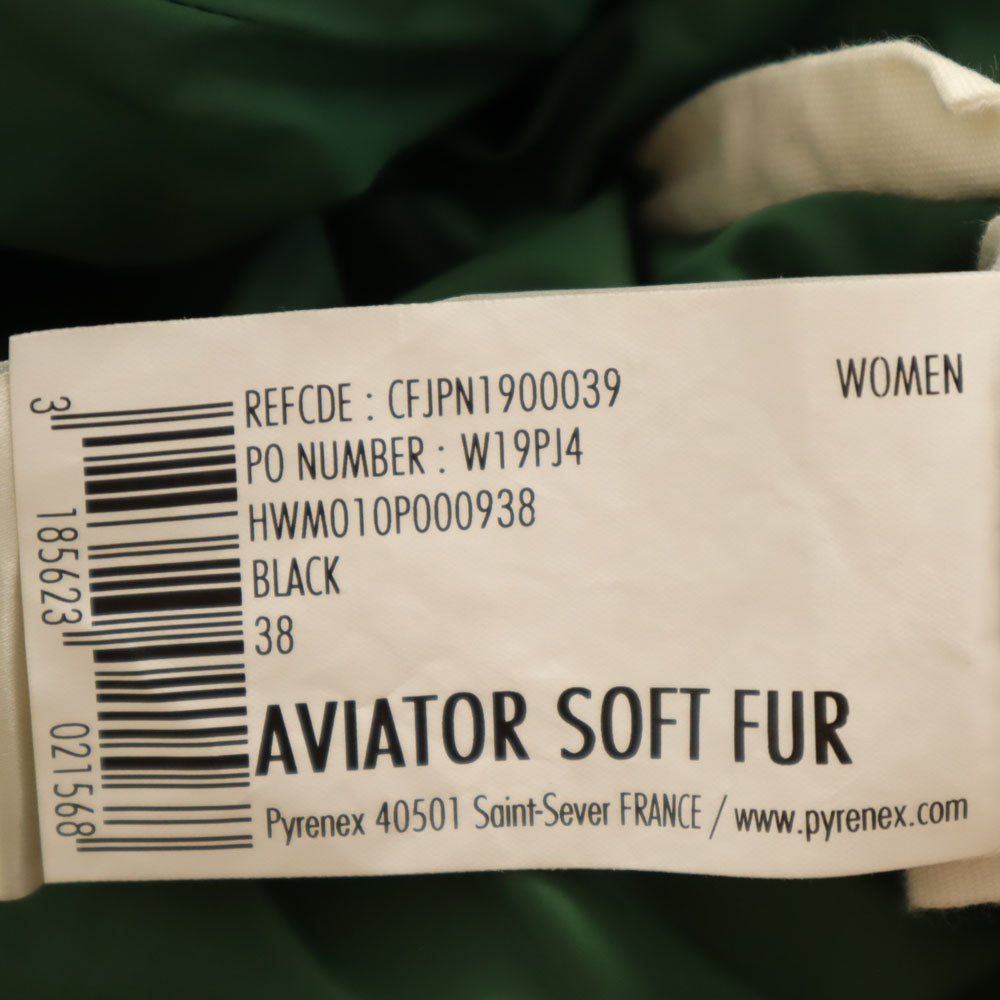 WOMEN
REFCDE : CFJPN1900039
PO NUMBER : W19PJ4
HWM010P000938
BLACK
38
AVIATOR SOFT FUR
Pyrenex 40501 Saint-Sever FRANCE / www.pyrenex.com
3 185623 021568